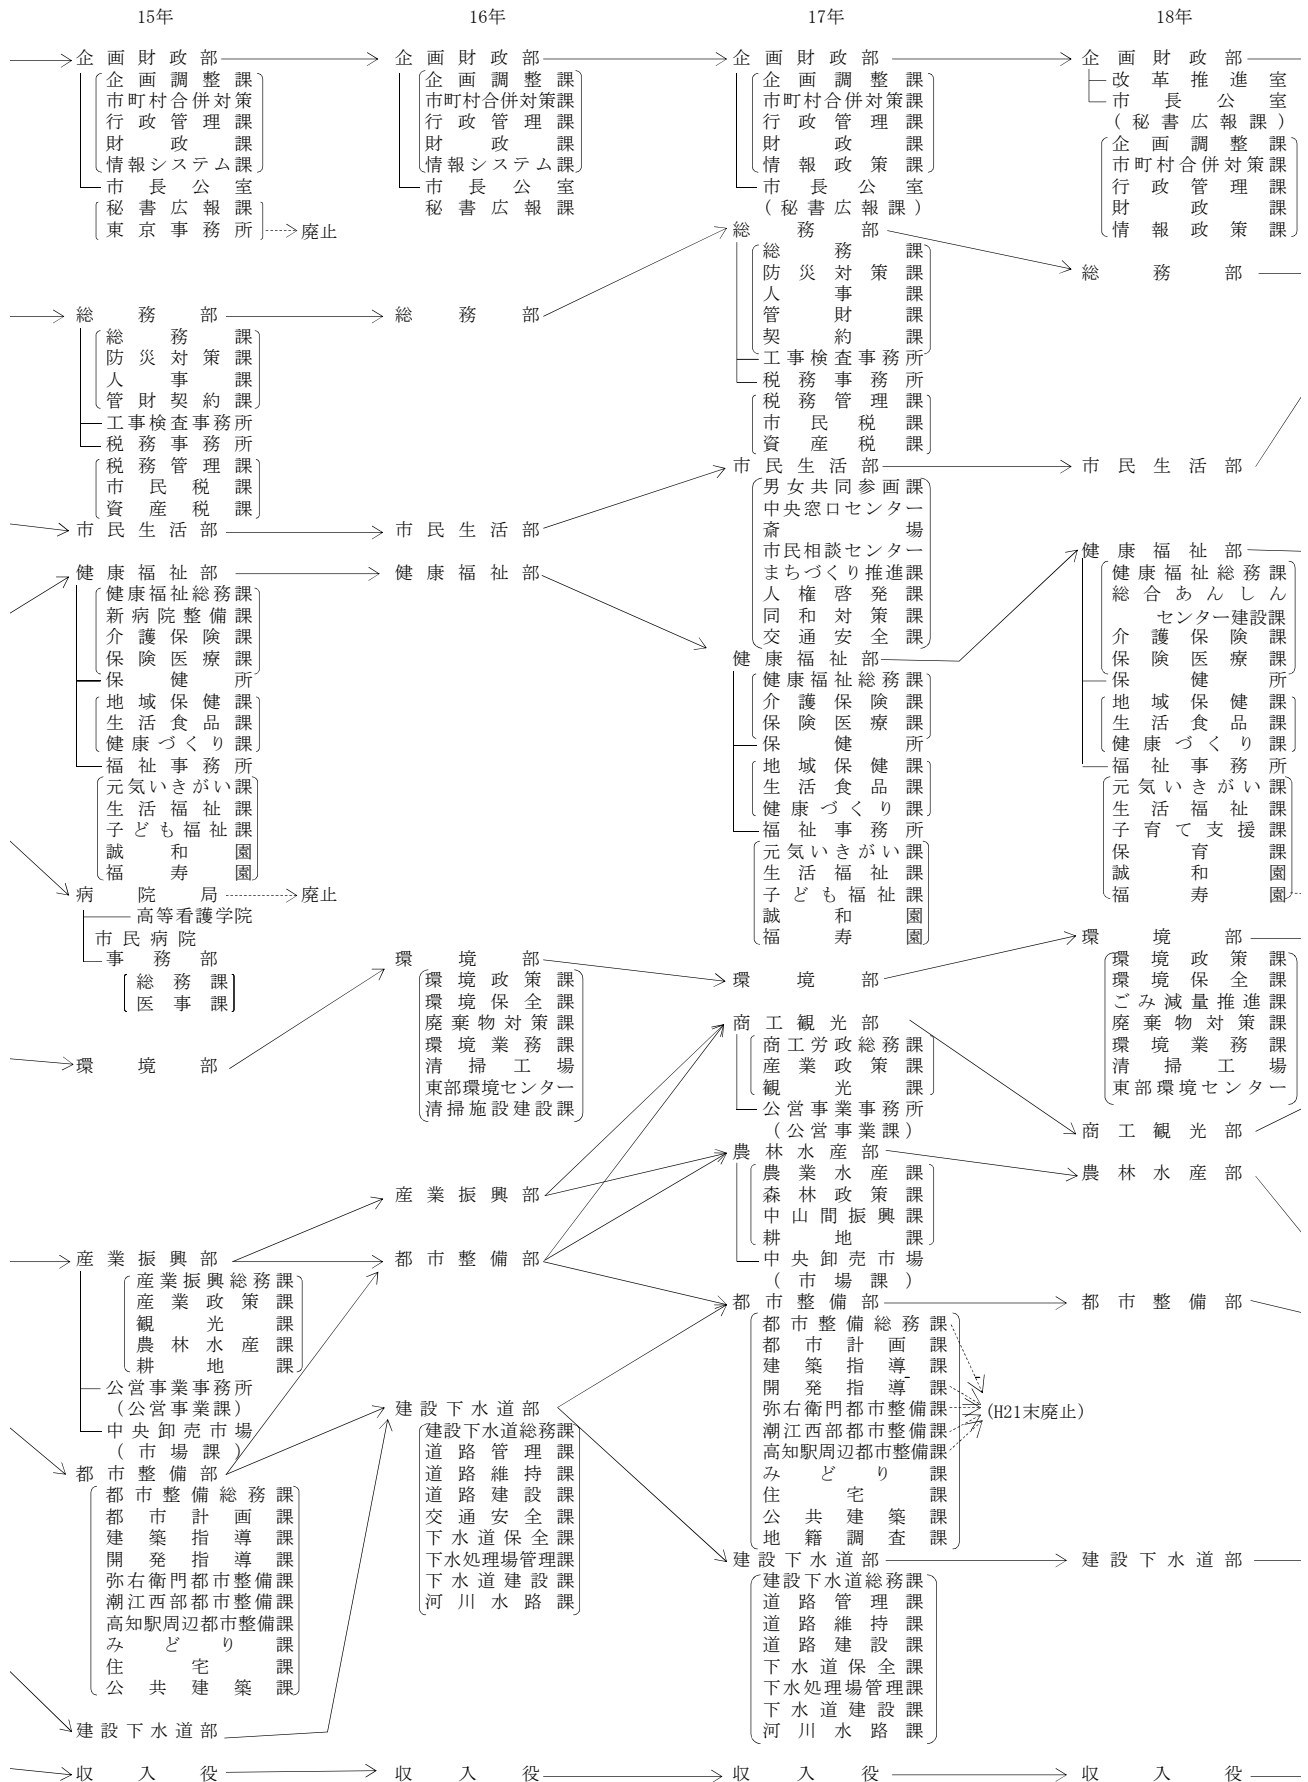 15年
企画財政部
企画調整課
市町村合併対策
行政管理課
財政課
情報システム課
市長公室
秘書広報課
東京事務所
廃止
総務部
総務課
防災対策課
人事課
管財契約課
工事検査事務所
税務事務所
税務管理課
市民税課
資産税課
市民生活部
健康福祉部
健康福祉総務課
新病院整備課
介護保険課
保険医療課
保健所
地域保健課
生活食品課
健康づくり課
福祉事務所
元気いきがい課
生活福祉課
子ども福祉課
誠和園
福寿園
病院局
廃止
高等看護学院
市民病院
事務部
総務課
医事課
環境部
産業振興部
産業振興総務課
産業政策課
観光課
農林水産課
耕地課
公営事業事務所
(公営事業課)
中央卸売市場
(市場課)
都市整備部
都市整備総務課
都市計画課
建築指導課
開発指導課
弥右衛門都市整備課
潮江西部都市整備課
高知駅周辺都市整備課
みどり課
住宅課
公共建築課
建設下水道部
収入役
16年
企画財政部
企画調整課
市町村合併対策課
行政管理課
財政課
情報システム課
市長公室
秘書広報課
総務部
市民生活部
健康福祉部
環境部
環境政策課
環境保全課
廃棄物対策課
環境業務課
清掃工場
東部環境センター
清掃施設建設課
産業振興部
都市整備部
建設下水道部
建設下水道総務課
道路管理課
道路維持課
道路建設課
交通安全課
下水道保全課
下水処理場管理課
下水道建設課
河川水路課
収入役
17年
企画財政部
企画調整課
市町村合併対策課
行政管理課
財政課
情報政策課
市長公室
(秘書広報課)
総務部
総務課
防災対策課
人事課
管財課
契約課
工事検査事務所
税務事務所
税務管理課
市民税課
資産税課
市民生活部
男女共同参画課
中央窓口センター
斎場
市民相談センター
まちづくり推進課
人権啓発課
同和対策課
交通安全課
健康福祉部
健康福祉総務課
介護保険課
保険医療課
保健所
地域保健課
生活食品課
健康づくり課
福祉事務所
元気いきがい課
生活福祉課
子ども福祉課
誠和園
福寿園
環境部
商工観光部
商工労政総務課
産業政策課
観光課
公営事業事務所
(公営事業課)
農林水産部
農業水産課
森林政策課
中山間振興課
耕地課
中央卸売市場
(市場課)
都市整備部
都市整備総務課
都市計画課
建築指導課
開発指導課
弥右衛門都市整備課
(H21末廃止)
潮江西部都市整備課
高知駅周辺都市整備課
みどり課
住宅課
公共建築課
地籍調査課
建設下水道部
建設下水道総務課
道路管理課
道路維持課
道路建設課
下水道保全課
下水処理場管理課
下水道建設課
河川水路課
収入役
18年
企画財政部
改革推進室
市長公室
(秘書広報課)
企画調整課
市町村合併対策課
行政管理課
財政課
情報政策課
総務部
市民生活部
健康福祉部
健康福祉総務課
総合あんしん
センター建設課
介護保険課
保険医療課
保健所
地域保健課
生活食品課
健康づくり課
福祉事務所
元気いきがい課
生活福祉課
子育て支援課
保育課
誠和園
福寿園
環境部
環境政策課
環境保全課
ごみ減量推進課
廃棄物対策課
環境業務課
清掃工場
東部環境センター
商工観光部
農林水産部
都市整備部
建設下水道部
収入役